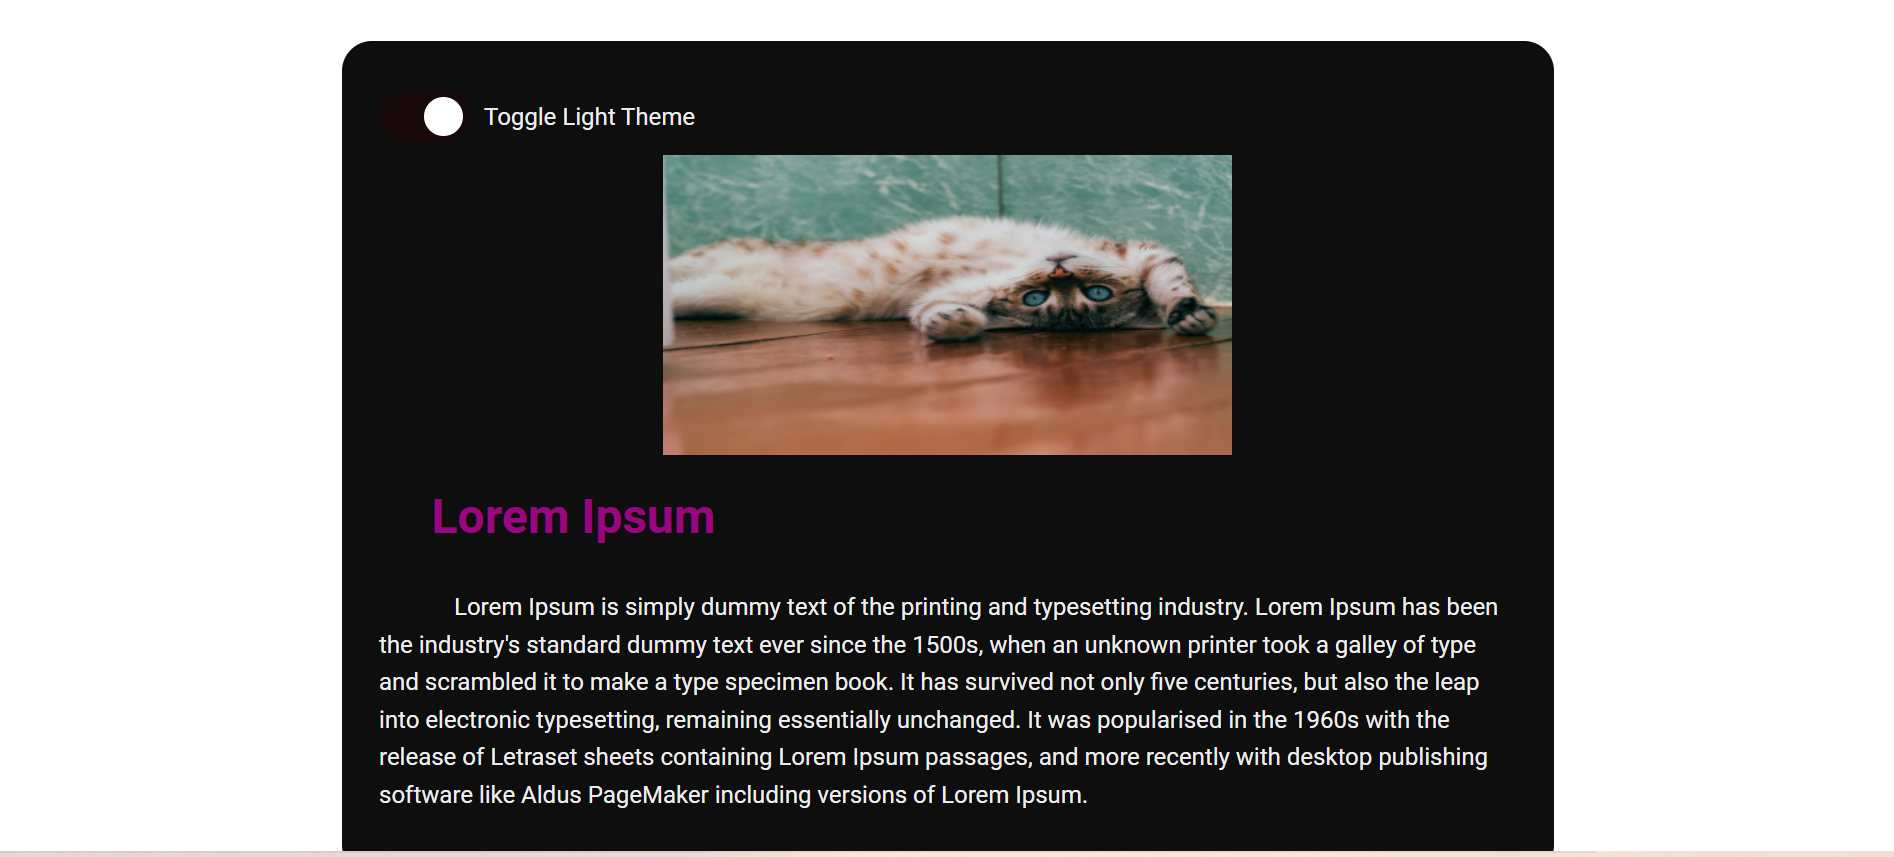 Toggle Light Theme
Lorem Ipsum
Lorem Ipsum is simply dummy text of the printing and typesetting industry. Lorem Ipsum has been
the industry's standard dummy text ever since the 1500s, when an unknown printer took a galley of type
and scrambled it to make a type specimen book. It has survived not only five centuries, but also the leap
into electronic typesetting, remaining essentially unchanged. It was popularised in the 1960s with the
release of Letraset sheets containing Lorem Ipsum passages, and more recently with desktop publishing
software like Aldus PageMaker including versions of Lorem Ipsum.